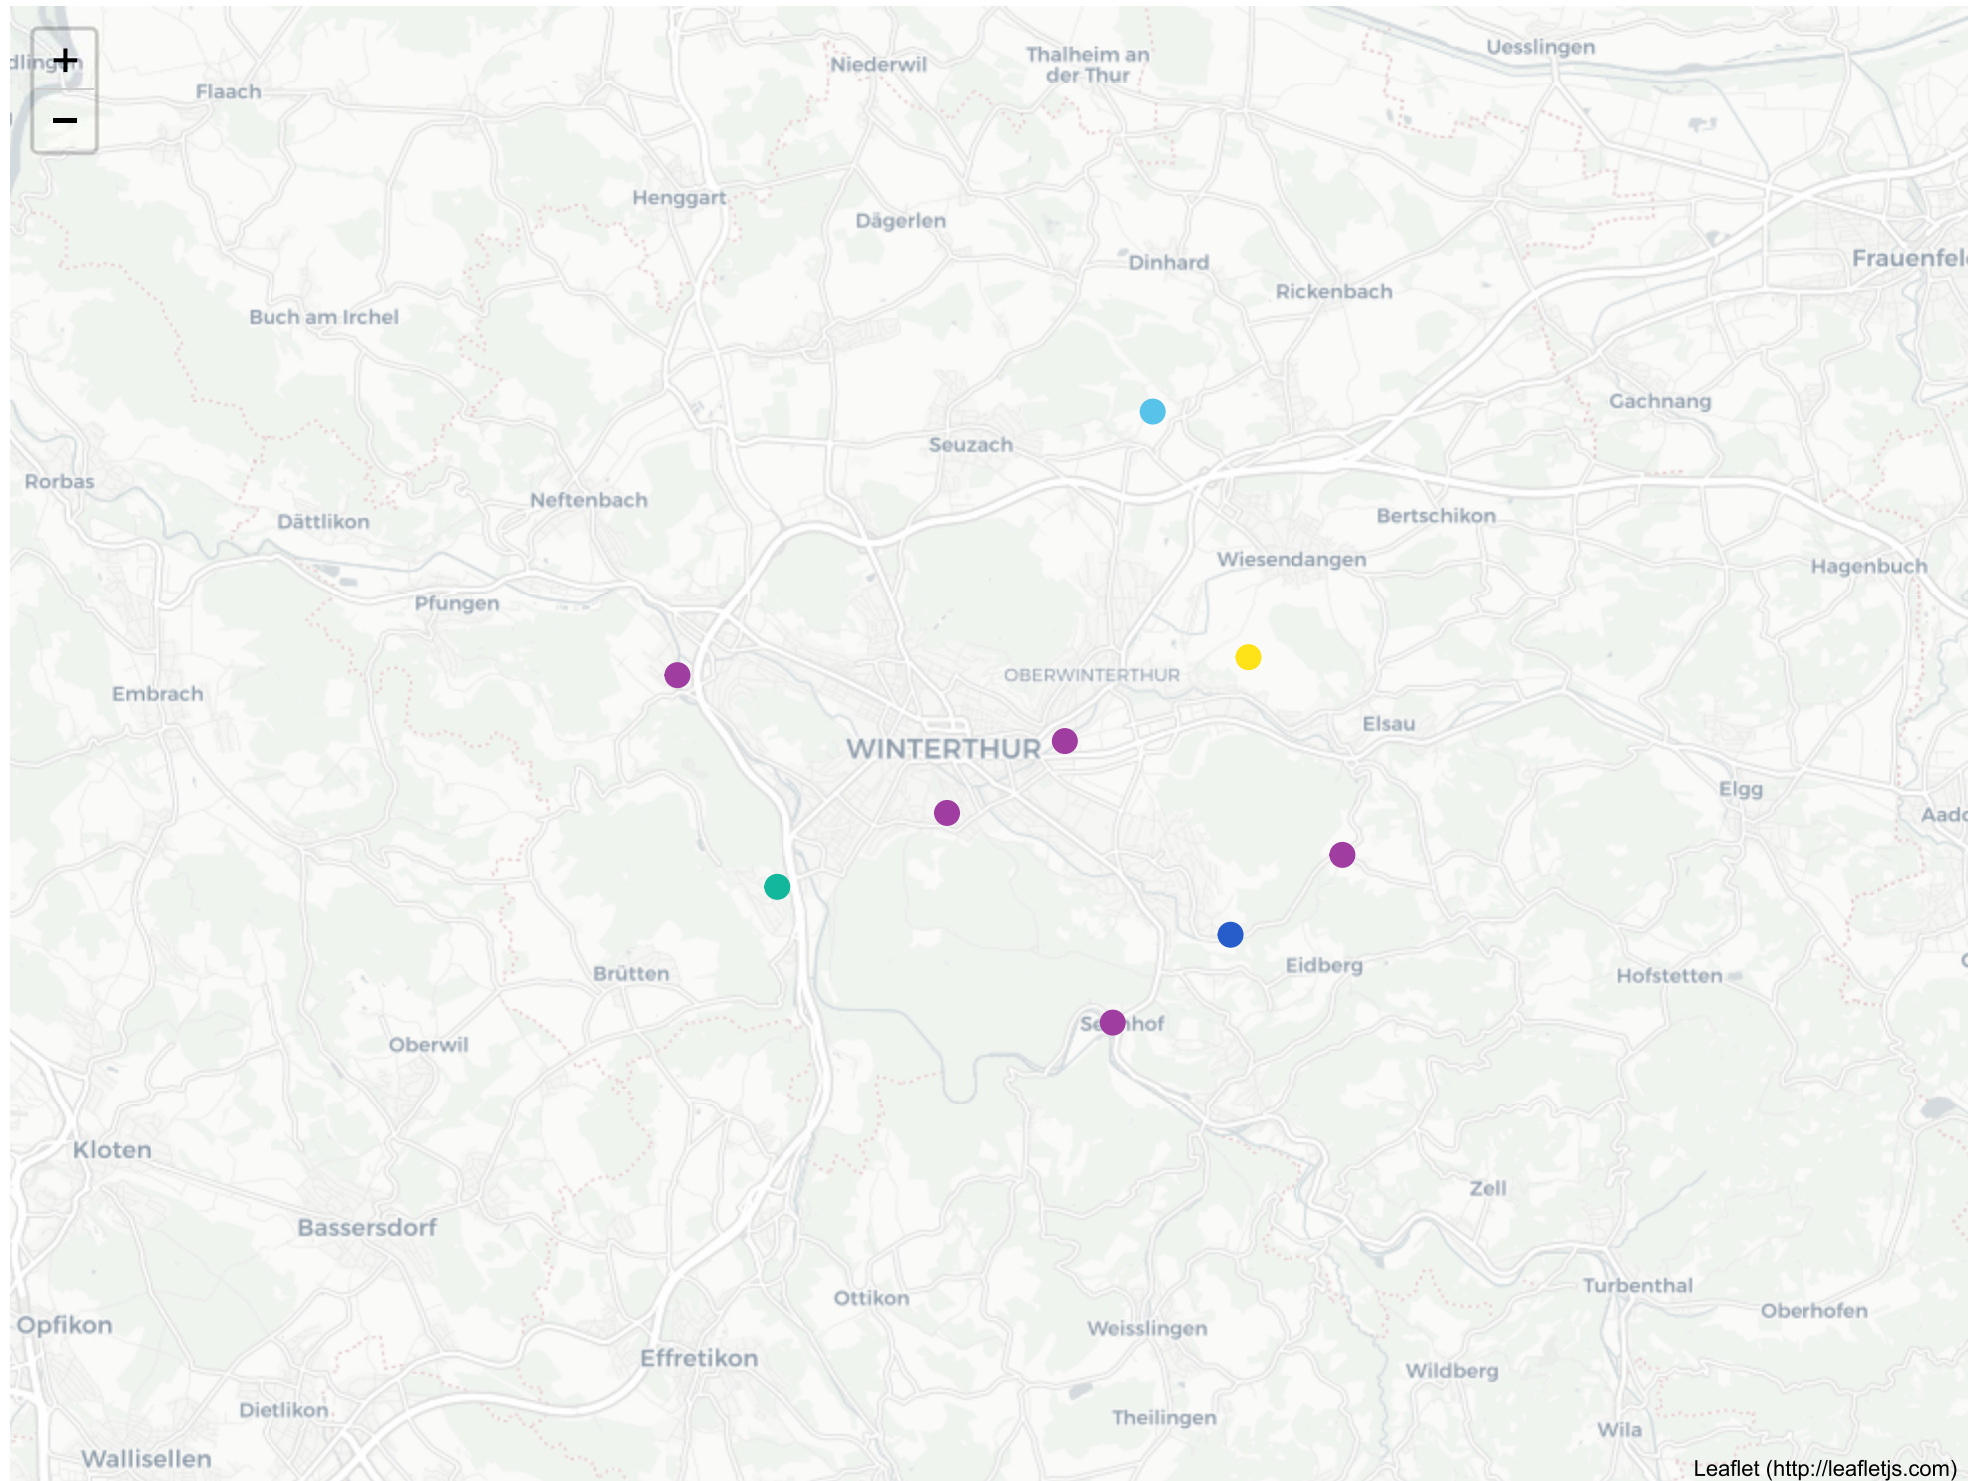 +
−
Flaach
Niederwil
Thalheim an
der Thur
Uesslingen
Henggart
Dägerlen
Dinhard
Rickenbach
Buch am Irchel
Gachnang
Seuzach
Rorbas
Neftenbach
Dättlikon
Bertschikon
Wiesendangen
Hagenbuch
Pfungen
OBERWINTERTHUR
Embrach
Elsau
WINTERTHUR
Elgg
Eidberg
Brütten
Hofstetten
Oberwil
Kloten
Zell
Bassersdorf
Turbenthal
Ottikon
Oberhofen
Opfikon
Weisslingen
Effretikon
Wildberg
Dietlikon
Theilingen
Wila
Wallisellen
Leaflet (http://leafletjs.com)